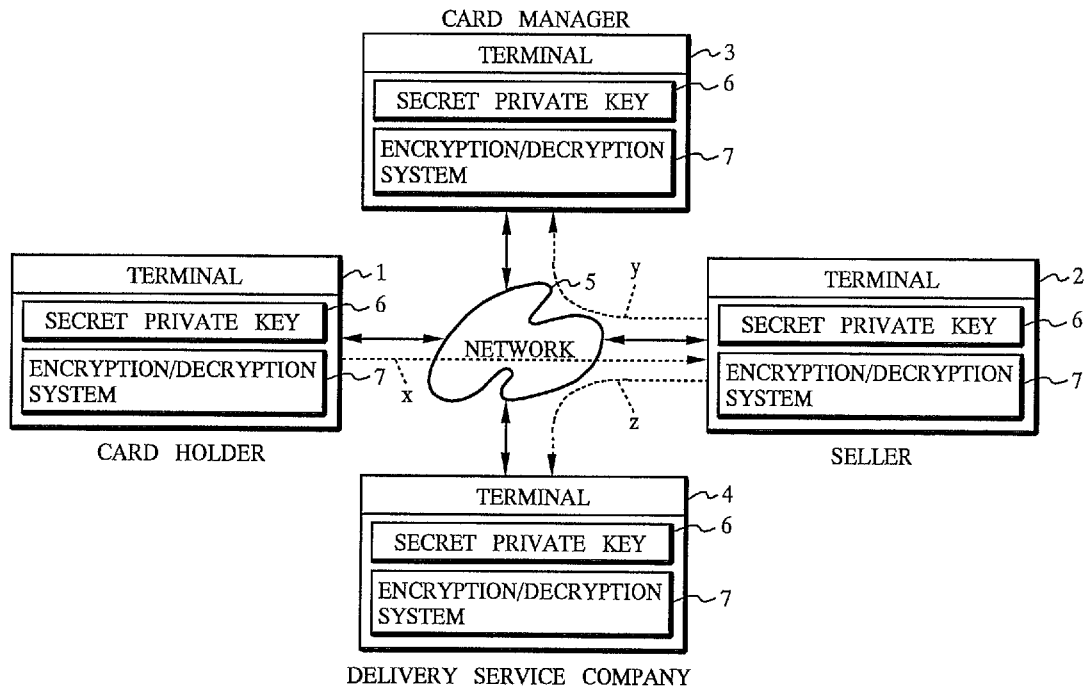 CARD MANAGER
TERMINAL
3
SECRET PRIVATE KEY
6
ENCRYPTION/DECRYPTION
SYSTEM
7
TERMINAL
1
SECRET PRIVATE KEY
6
ENCRYPTION/DECRYPTION
SYSTEM
7
CARD HOLDER
5
NETWORK
x
y
z
TERMINAL
2
SECRET PRIVATE KEY
6
ENCRYPTION/DECRYPTION
SYSTEM
7
SELLER
TERMINAL
4
SECRET PRIVATE KEY
6
ENCRYPTION/DECRYPTION
SYSTEM
7
DELIVERY SERVICE COMPANY